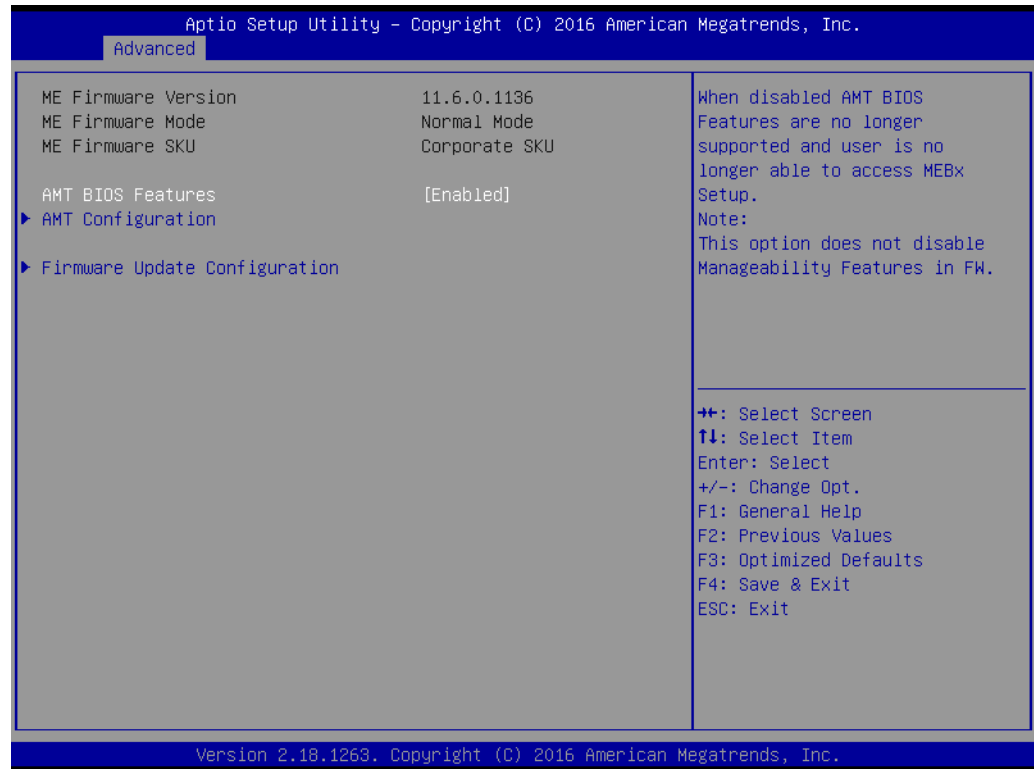 Aptio Setup Utility – Copyright (C) 2016 American Megatrends, Inc.
Advanced
ME Firmware Version 11.6.0.1136
ME Firmware Mode Normal Mode
ME Firmware SKU Corporate SKU
AMT BIOS Features [Enabled]
AMT Configuration
Firmware Update Configuration
When disabled AMT BIOS
Features are no longer
supported and user is no
longer able to access MEBx
Setup.
Note:
This option does not disable
Manageability Features in FW.
→←: Select Screen
↑↓: Select Item
Enter: Select
+/-: Change Opt.
F1: General Help
F2: Previous Values
F3: Optimized Defaults
F4: Save & Exit
ESC: Exit
Version 2.18.1263. Copyright (C) 2016 American Megatrends, Inc.